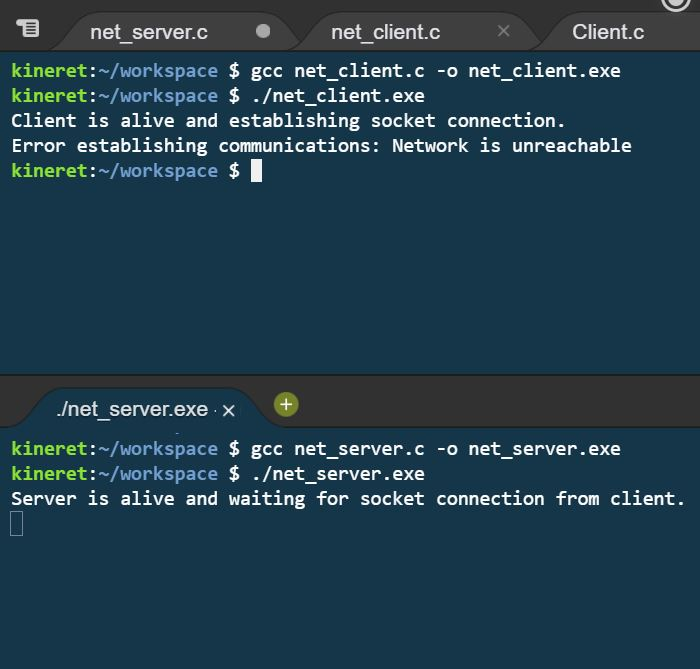 net_server.c net_client.c × Client.c
kineret:~/workspace $ gcc net_client.c -o net_client.exe
kineret:~/workspace $ ./net_client.exe
Client is alive and establishing socket connection.
Error establishing communications: Network is unreachable
kineret:~/workspace $
./net_server.exe · × +
kineret:~/workspace $ gcc net_server.c -o net_server.exe
kineret:~/workspace $ ./net_server.exe
Server is alive and waiting for socket connection from client.